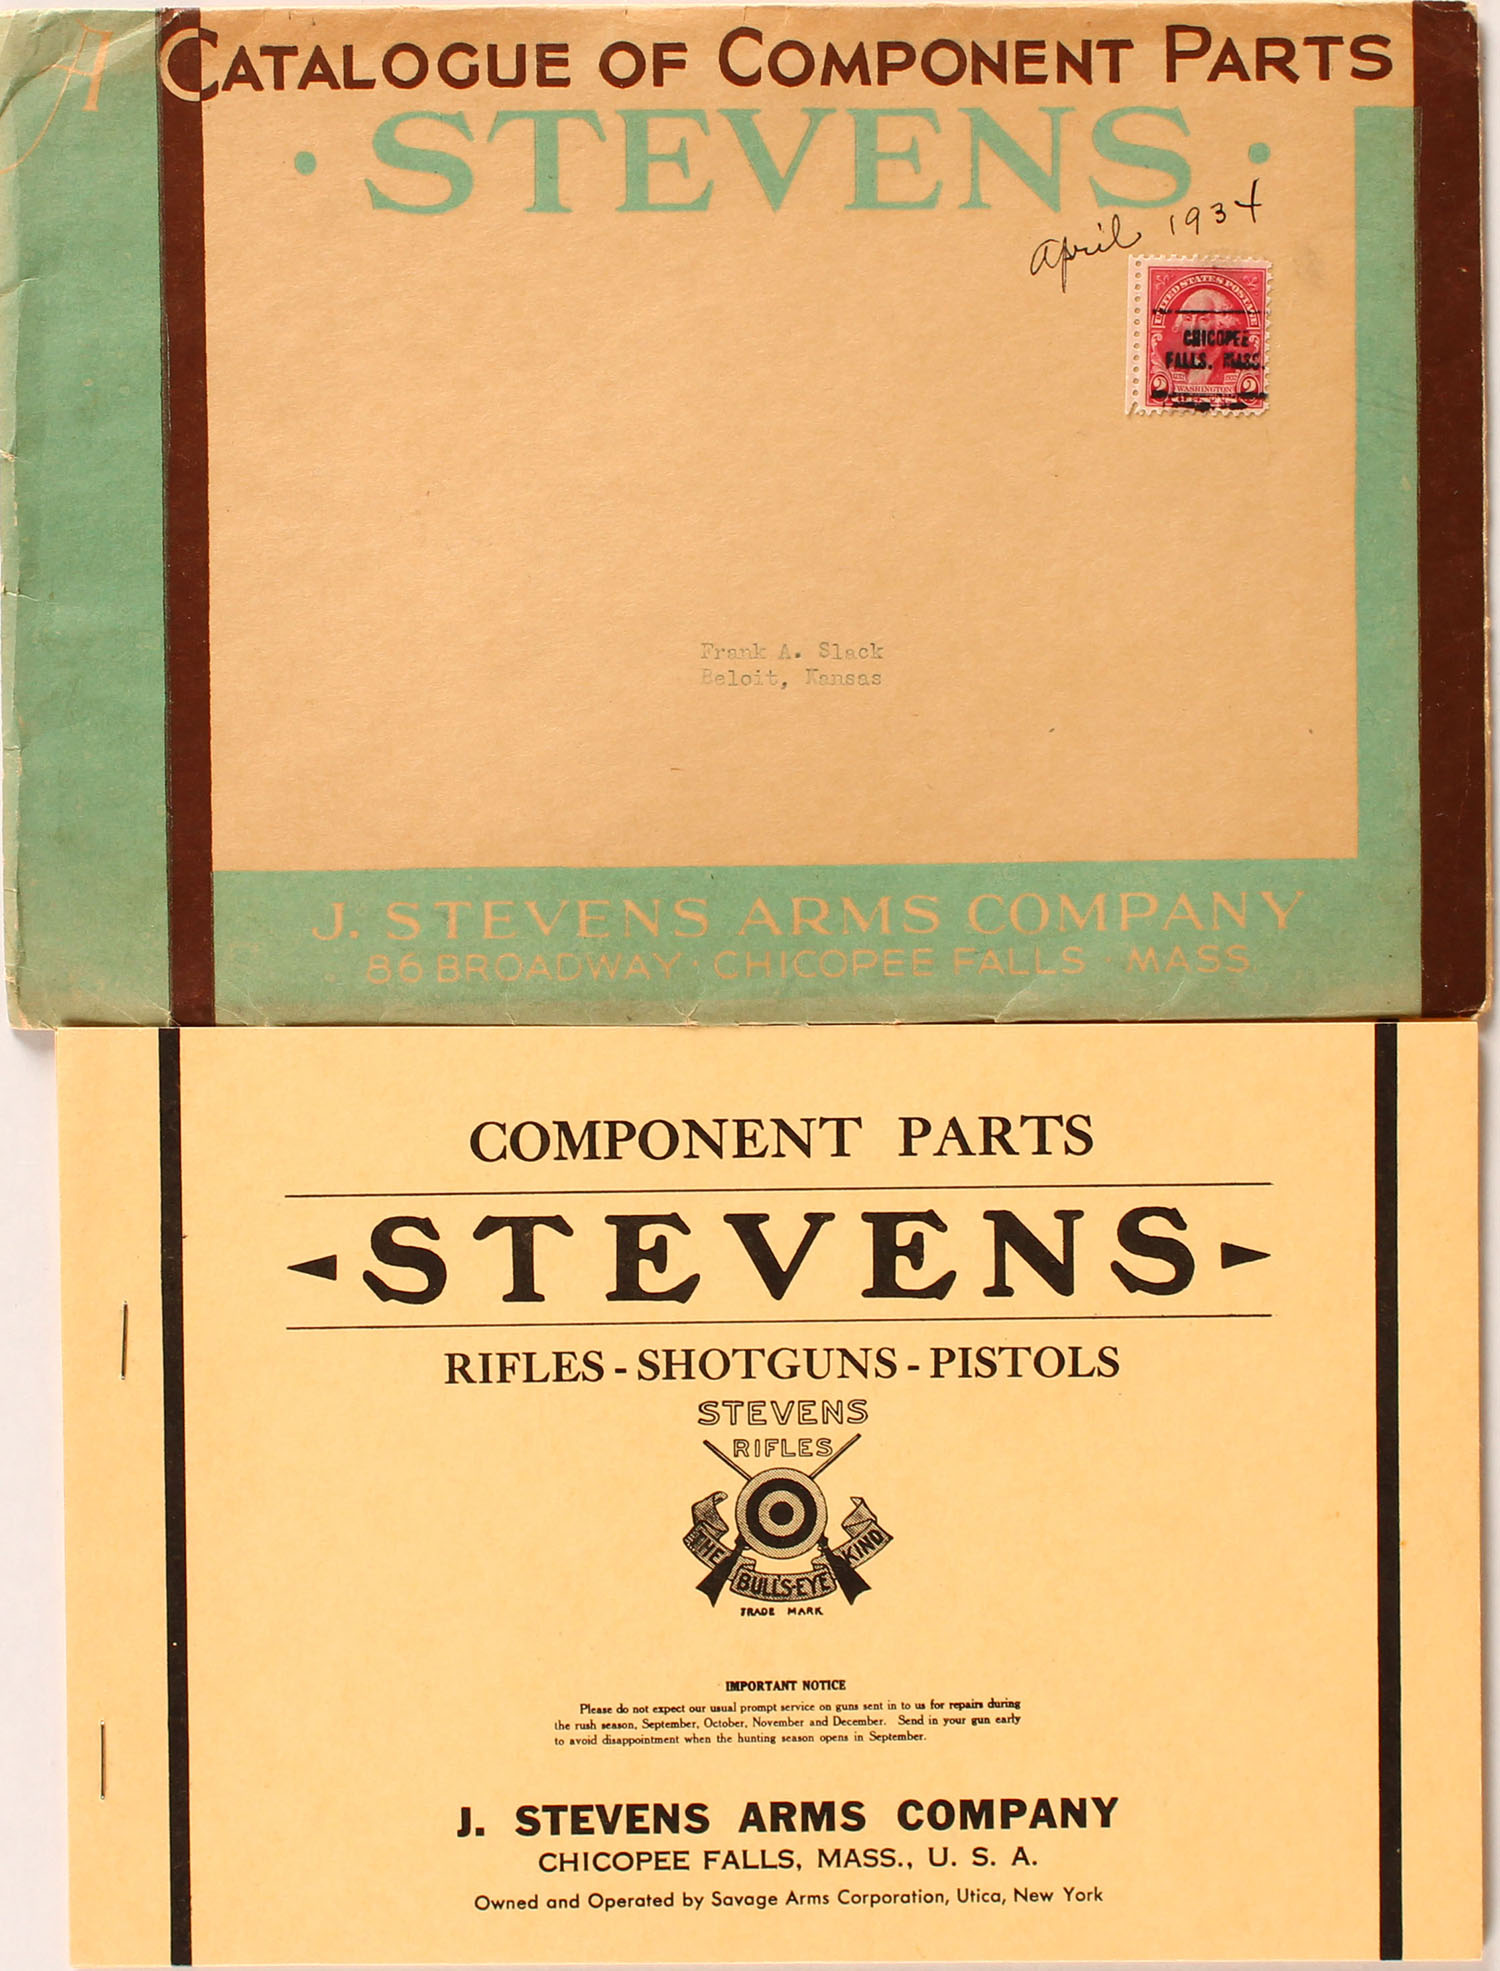 CATALOGUE OF COMPONENT PARTS
· STEVENS ·
April 1934
UNITED STATES POSTAGE
CHICOPEE
FALLS, MASS.
2 WASHINGTON 2
CENTS
Frank A. Slack
Beloit, Kansas
J. STEVENS ARMS COMPANY
86 BROADWAY · CHICOPEE FALLS · MASS.
COMPONENT PARTS
STEVENS
RIFLES - SHOTGUNS - PISTOLS
STEVENS
RIFLES
THE BULL'S-EYE KIND
TRADE MARK
IMPORTANT NOTICE
Please do not expect our usual prompt service on guns sent in to us for repairs during
the rush season, September, October, November and December. Send in your gun early
to avoid disappointment when the hunting season opens in September.
J. STEVENS ARMS COMPANY
CHICOPEE FALLS, MASS., U. S. A.
Owned and Operated by Savage Arms Corporation, Utica, New York